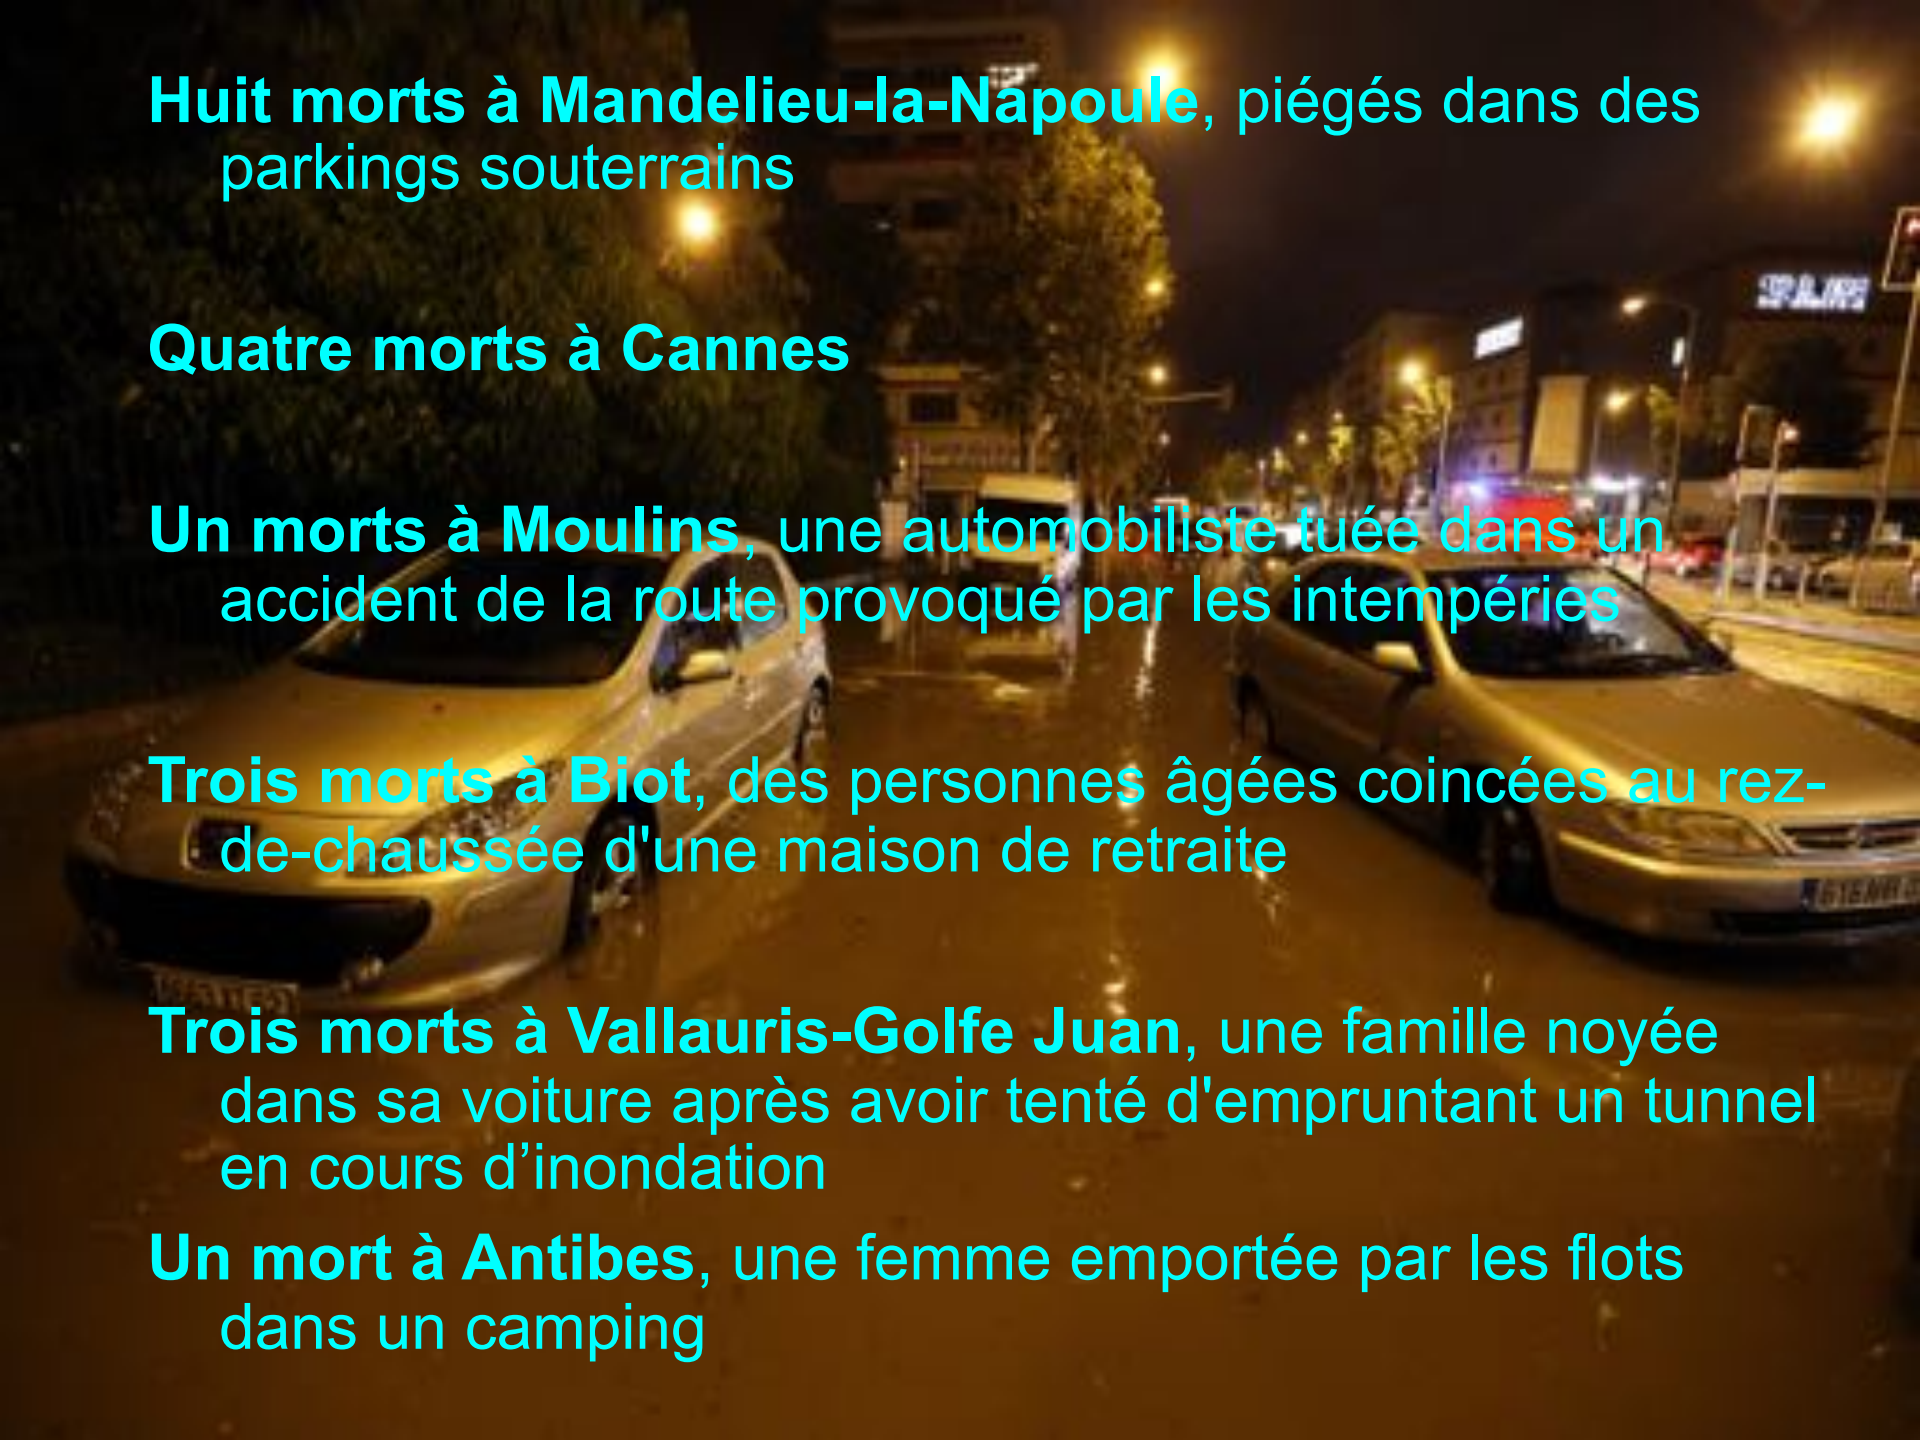 Huit morts à Mandelieu-la-Napoule, piégés dans des
parkings souterrains
Quatre morts à Cannes
Un morts à Moulins, une automobiliste tuée dans un
accident de la route provoqué par les intempéries
Trois morts à Biot, des personnes âgées coincées au rez-
de-chaussée d'une maison de retraite
Trois morts à Vallauris-Golfe Juan, une famille noyée
dans sa voiture après avoir tenté d'empruntant un tunnel
en cours d’inondation
Un mort à Antibes, une femme emportée par les flots
dans un camping